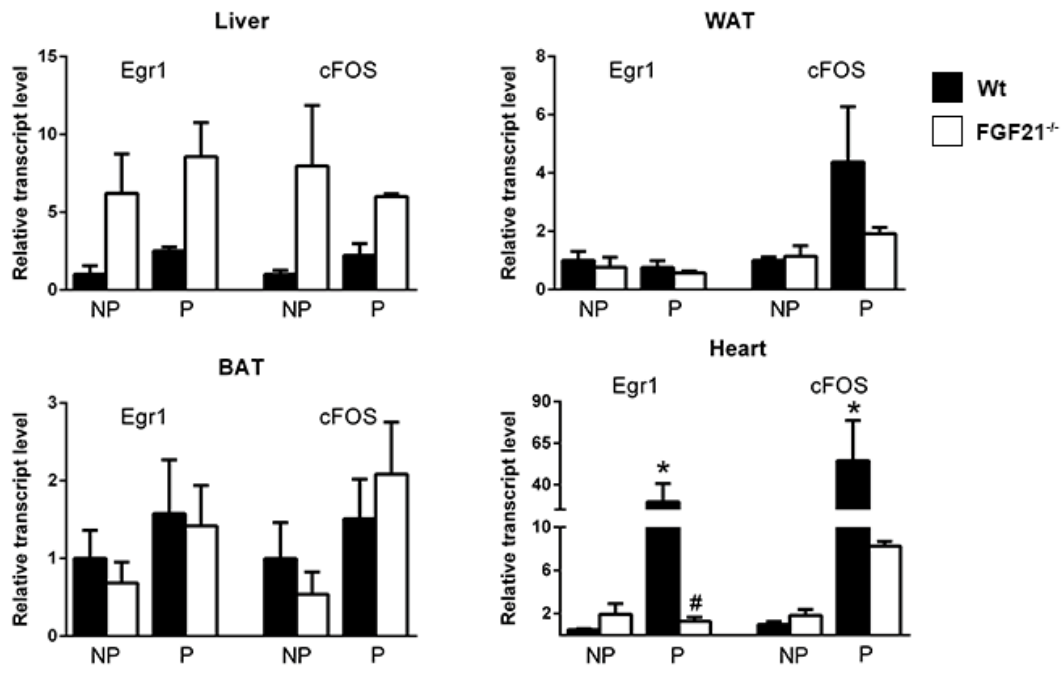 Liver
Relative transcript level
15
10
5
0
Egr1
cFOS
NP
P
NP
P
WAT
Relative transcript level
8
6
4
2
0
Egr1
cFOS
NP
P
NP
P
Wt
FGF21-/-
BAT
Relative transcript level
3
2
1
0
Egr1
cFOS
NP
P
NP
P
Heart
Relative transcript level
90
65
40
10
6
2
Egr1
cFOS
*
#
*
NP
P
NP
P